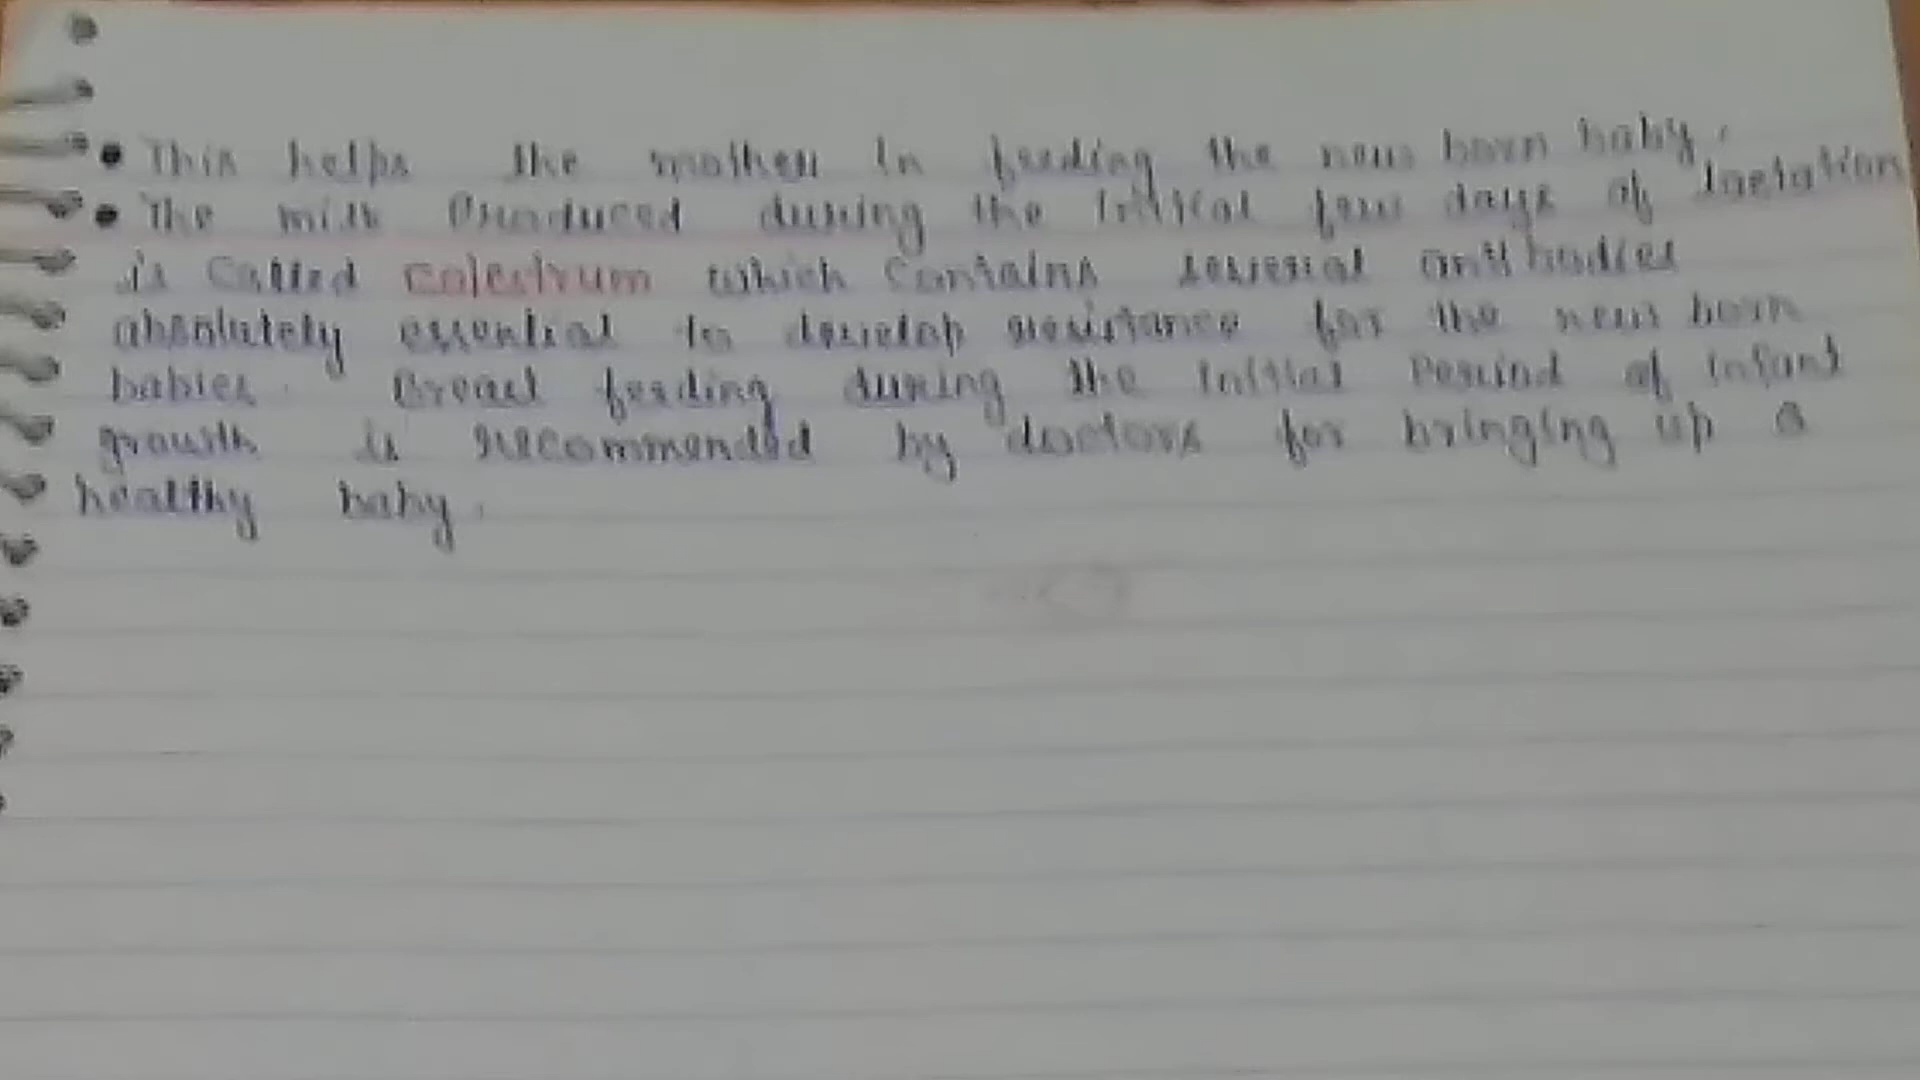 • This helps the mother in feeding the new born baby.
• The milk Produced during the initial few days of lactation
is Called colostrum which Contains several antibodies
absolutely essential to develop resistance for the new born
babies. Breast feeding during the initial Period of infant
growth is recommended by doctors for bringing up a
healthy baby.